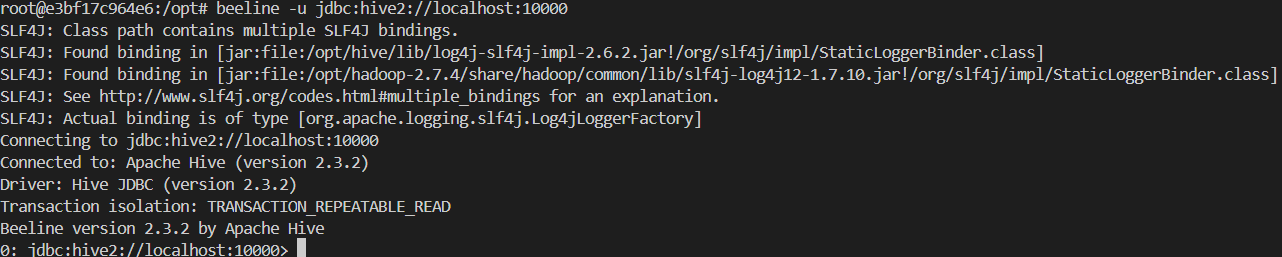 root@e3bf17c964e6:/opt# beeline -u jdbc:hive2://localhost:10000
SLF4J: Class path contains multiple SLF4J bindings.
SLF4J: Found binding in [jar:file:/opt/hive/lib/log4j-slf4j-impl-2.6.2.jar!/org/slf4j/impl/StaticLoggerBinder.class]
SLF4J: Found binding in [jar:file:/opt/hadoop-2.7.4/share/hadoop/common/lib/slf4j-log4j12-1.7.10.jar!/org/slf4j/impl/StaticLoggerBinder.class]
SLF4J: See http://www.slf4j.org/codes.html#multiple_bindings for an explanation.
SLF4J: Actual binding is of type [org.apache.logging.slf4j.Log4jLoggerFactory]
Connecting to jdbc:hive2://localhost:10000
Connected to: Apache Hive (version 2.3.2)
Driver: Hive JDBC (version 2.3.2)
Transaction isolation: TRANSACTION_REPEATABLE_READ
Beeline version 2.3.2 by Apache Hive
0: jdbc:hive2://localhost:10000>